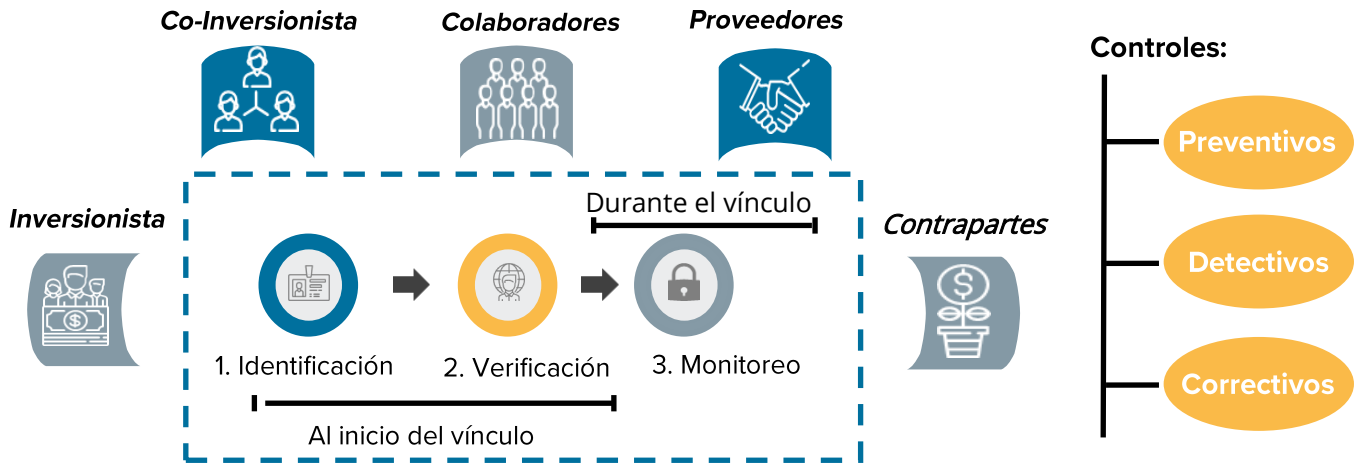 Co-Inversionista
Colaboradores
Proveedores
Controles:
Preventivos
Inversionista
Durante el vínculo
Contrapartes
Detectivos
1. Identificación
2. Verificación
3. Monitoreo
Correctivos
Al inicio del vínculo